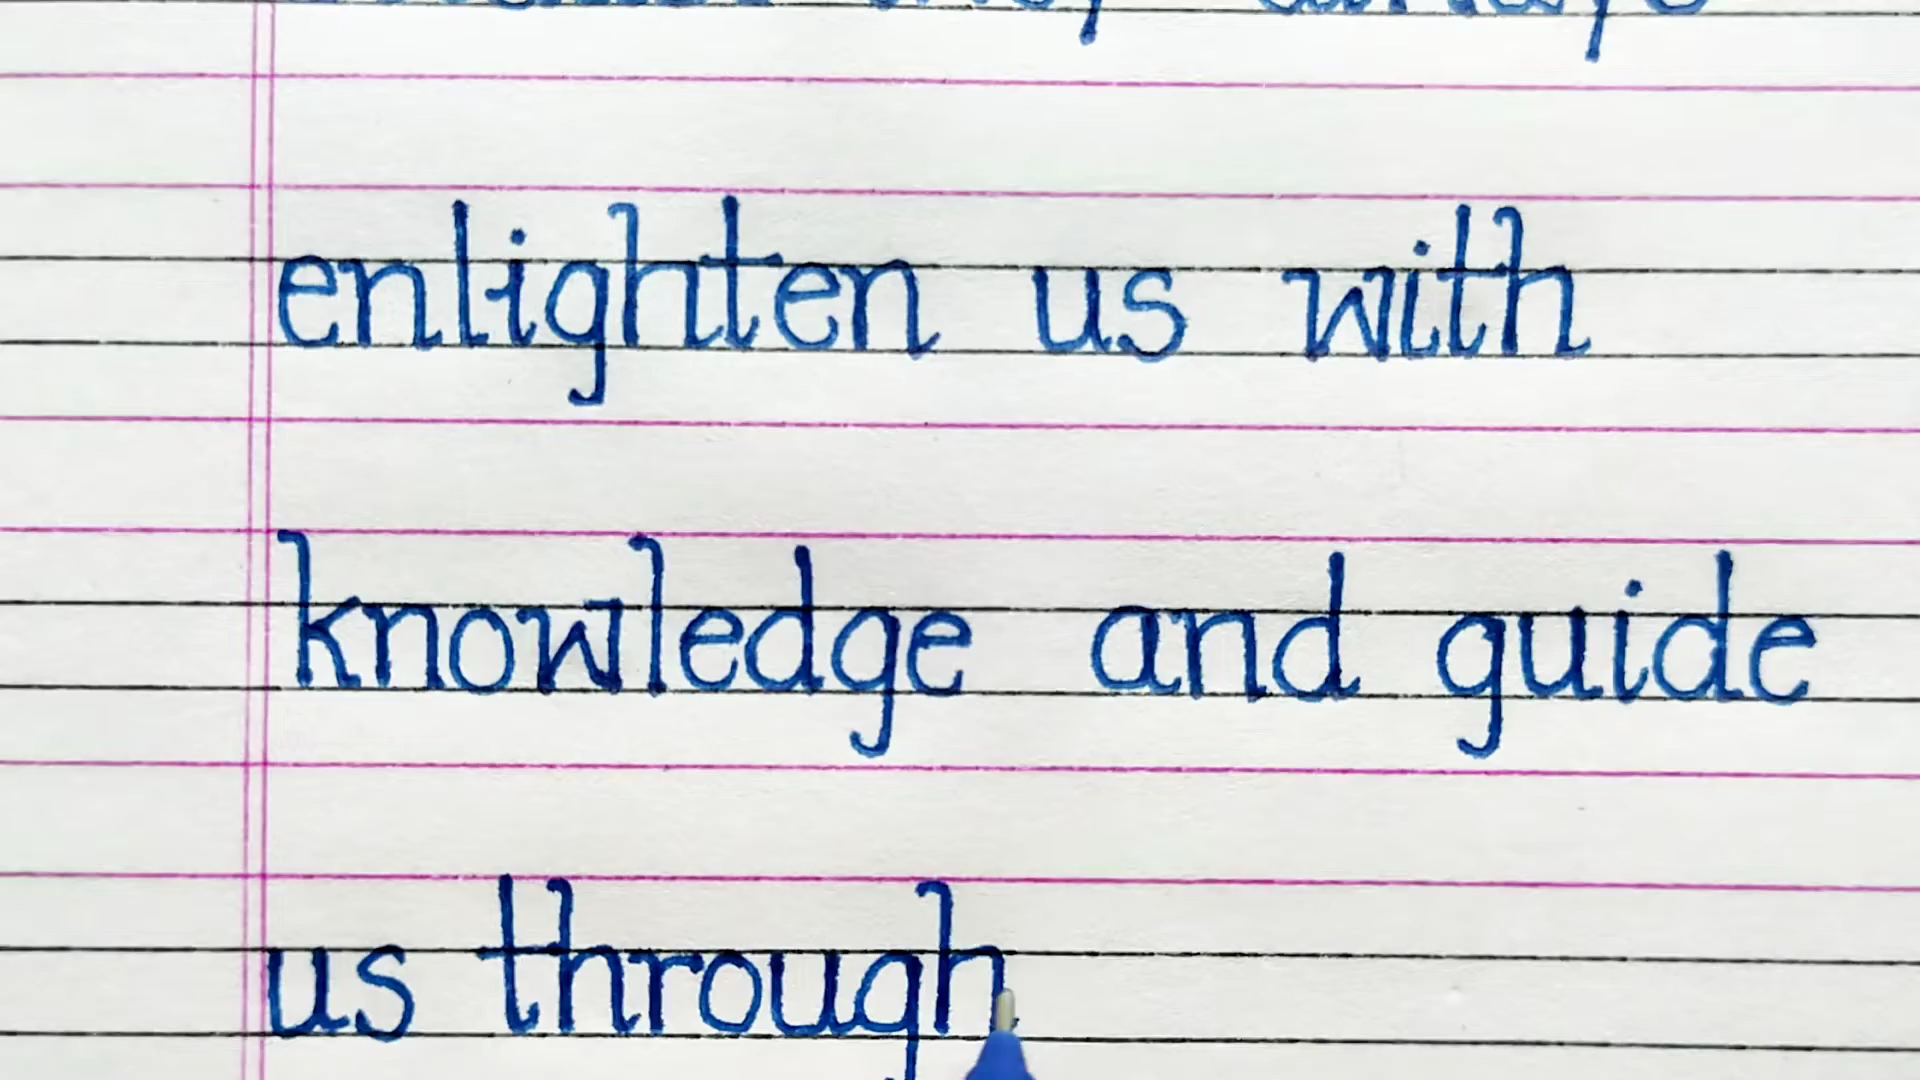 enlighten us with
knowledge and guide
us through